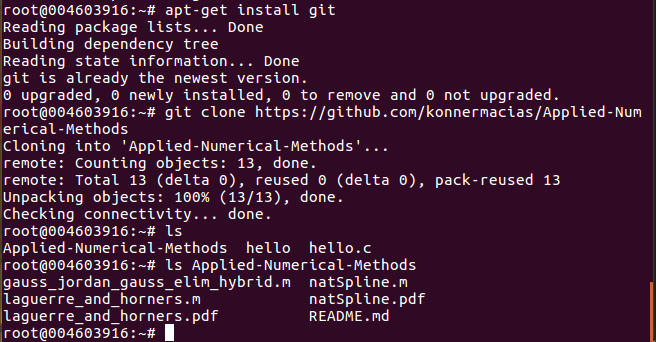 root@004603916:~# apt-get install git
Reading package lists... Done
Building dependency tree
Reading state information... Done
git is already the newest version.
0 upgraded, 0 newly installed, 0 to remove and 0 not upgraded.
root@004603916:~# git clone https://github.com/konnermacias/Applied-Num
erical-Methods
Cloning into 'Applied-Numerical-Methods'...
remote: Counting objects: 13, done.
remote: Total 13 (delta 0), reused 0 (delta 0), pack-reused 13
Unpacking objects: 100% (13/13), done.
Checking connectivity... done.
root@004603916:~# ls
Applied-Numerical-Methods  hello  hello.c
root@004603916:~# ls Applied-Numerical-Methods
gauss_jordan_gauss_elim_hybrid.m  natSpline.m
laguerre_and_horners.m            natSpline.pdf
laguerre_and_horners.pdf          README.md
root@004603916:~#